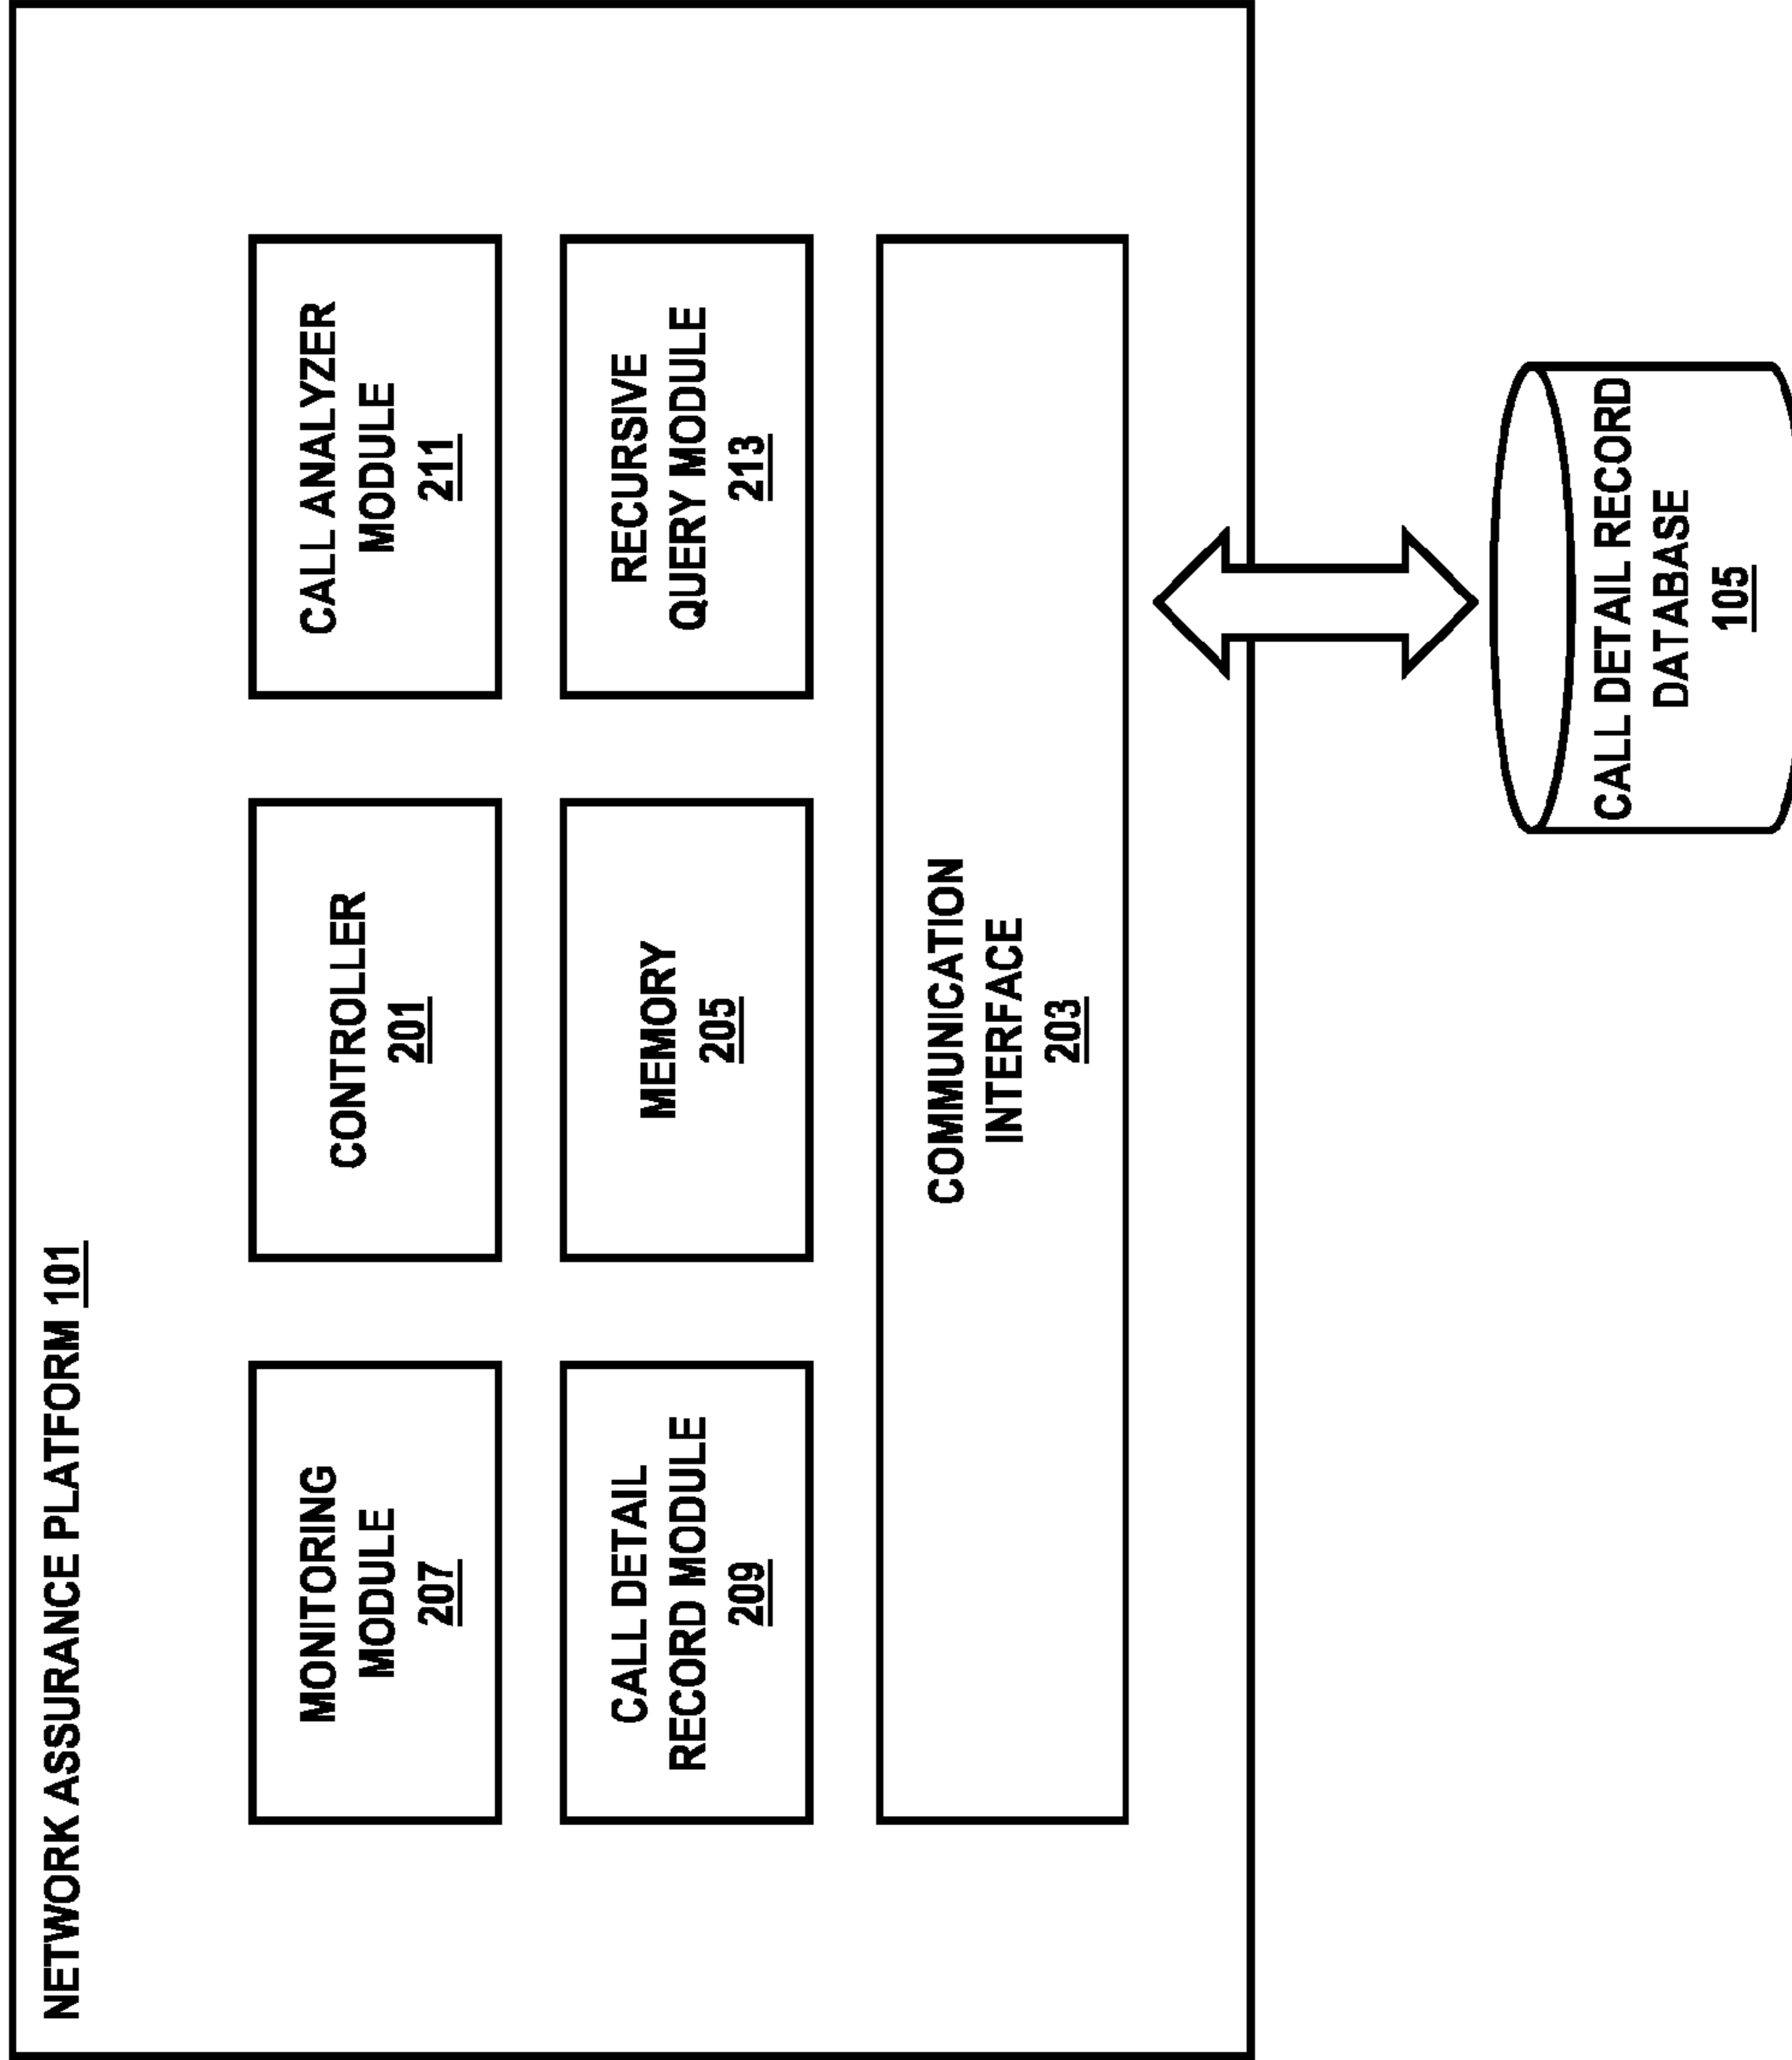 NETWORK ASSURANCE PLATFORM 101
MONITORING
MODULE
207
CONTROLLER
201
CALL ANALYZER
MODULE
211
CALL DETAIL
RECORD MODULE
209
MEMORY
205
RECURSIVE
QUERY MODULE
213
COMMUNICATION
INTERFACE
203
CALL DETAIL RECORD
DATABASE
105